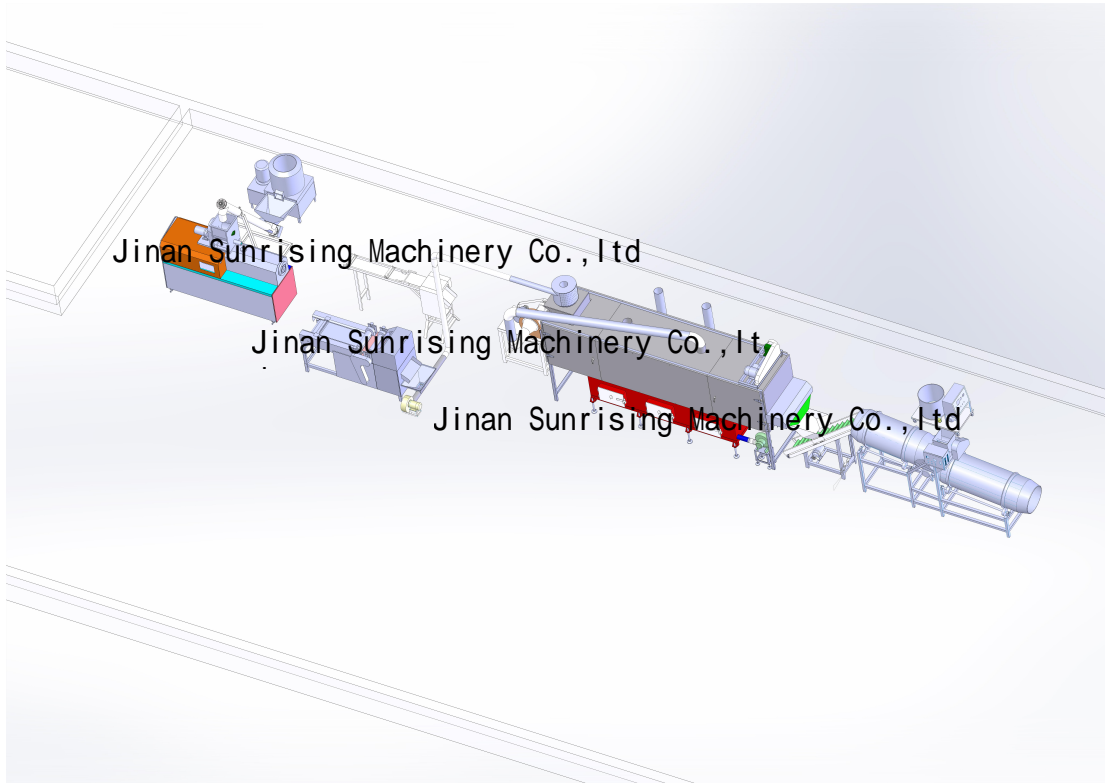 Jinan Sunrising Machinery Co.,ltd
Jinan Sunrising Machinery Co.,lt
.
Jinan Sunrising Machinery Co.,ltd